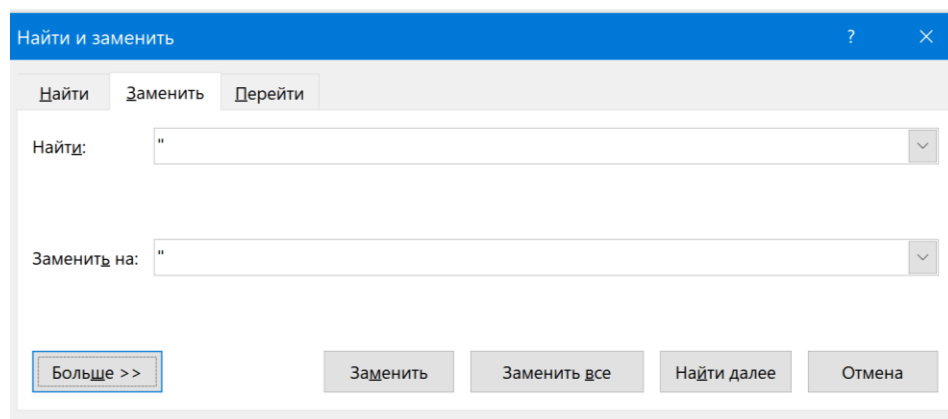 Найти и заменить ? ×
Найти Заменить Перейти
Найти: "
Заменить на: "
Больше >> Заменить Заменить все Найти далее Отмена